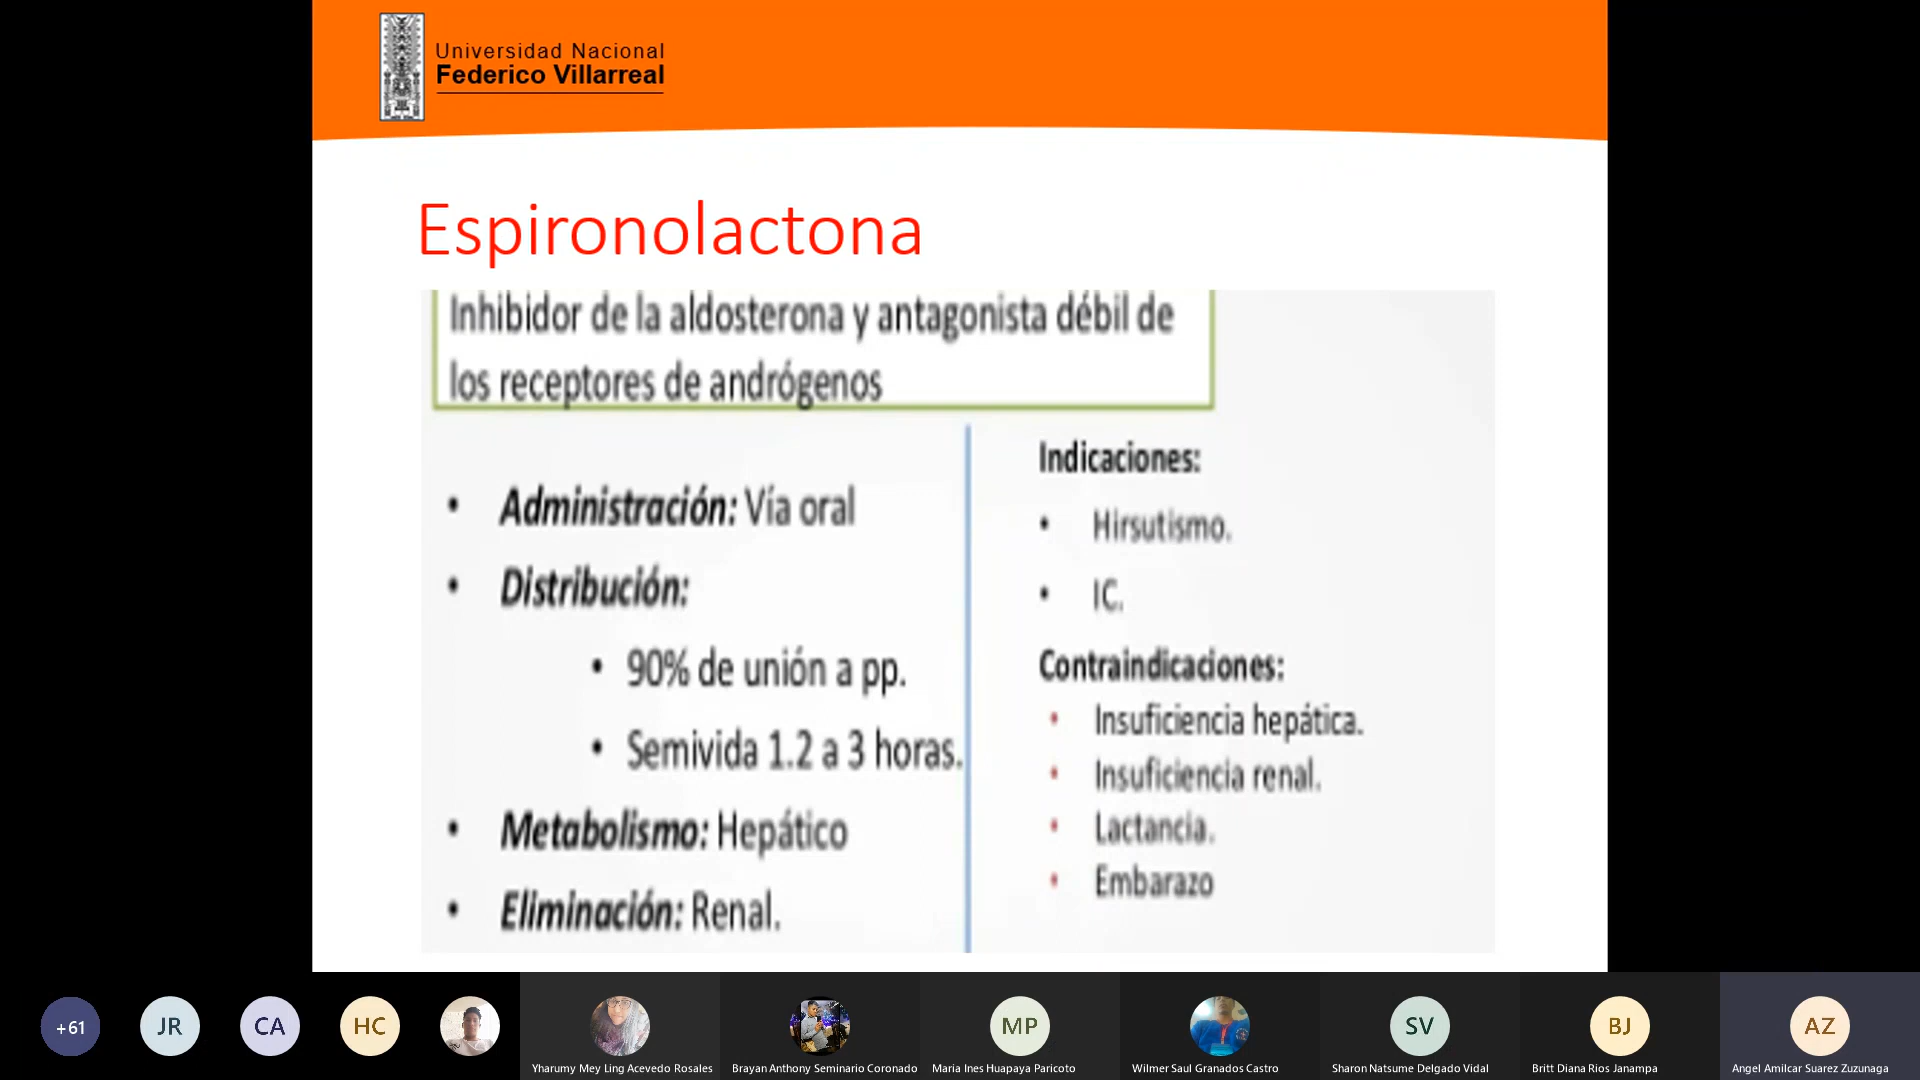 Universidad Nacional
Federico Villarreal
Espironolactona
Inhibidor de la aldosterona y antagonista débil de
los receptores de andrógenos
• Administración: Vía oral
• Distribución:
• 90% de unión a pp.
• Semivida 1.2 a 3 horas.
• Metabolismo: Hepático
• Eliminación: Renal.
Indicaciones:
• Hirsutismo.
• IC.
Contraindicaciones:
• Insuficiencia hepática.
• Insuficiencia renal.
• Lactancia.
• Embarazo
+61
JR
CA
HC
MP
SV
BJ
AZ
Yharumy Mey Ling Acevedo Rosales
Brayan Anthony Seminario Coronado
Maria Ines Huapaya Paricoto
Wilmer Saul Granados Castro
Sharon Natsume Delgado Vidal
Britt Diana Rios Janampa
Angel Amilcar Suarez Zuzunaga